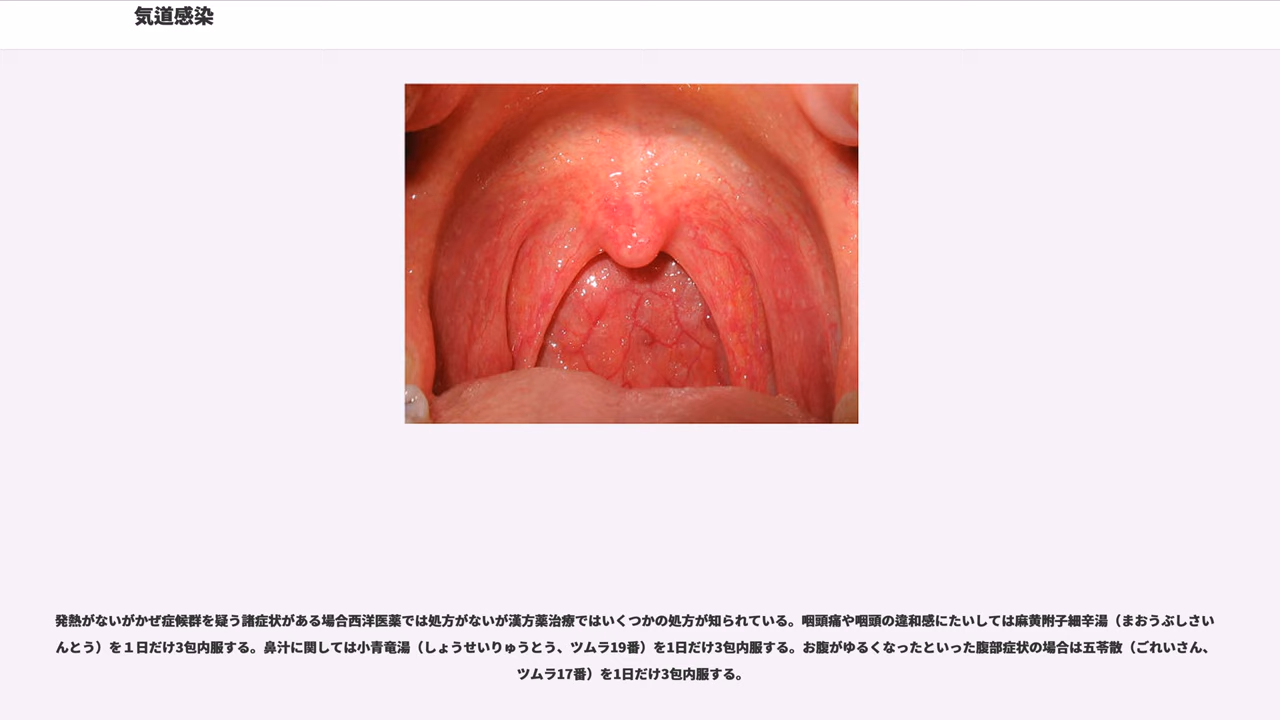 気道感染
発熱がないがかぜ症候群を疑う諸症状がある場合西洋医薬では処方がないが漢方薬治療ではいくつかの処方が知られている。咽頭痛や咽頭の違和感にたいしては麻黄附子細辛湯（まおうぶしさい
んとう）を１日だけ3包内服する。鼻汁に関しては小青竜湯（しょうせいりゅうとう、ツムラ19番）を1日だけ3包内服する。お腹がゆるくなったといった腹部症状の場合は五苓散（ごれいさん、
ツムラ17番）を1日だけ3包内服する。